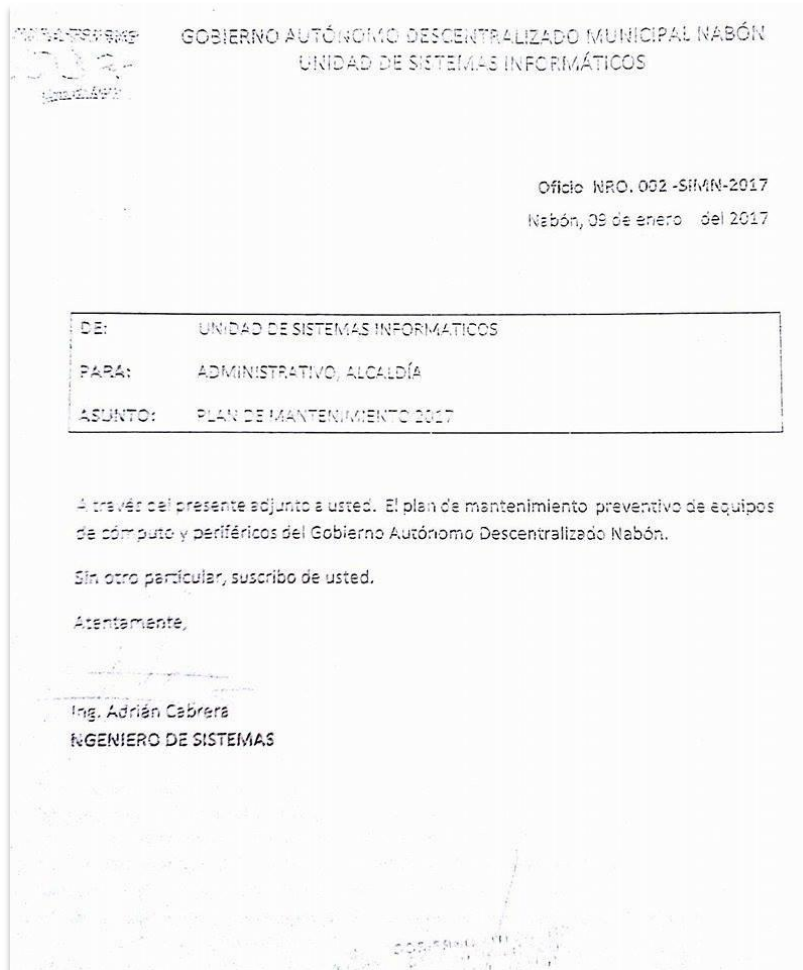 GOBIERNO AUTÓNOMO DESCENTRALIZADO MUNICIPAL NABÓN
UNIDAD DE SISTEMAS INFORMÁTICOS
Oficio NRO. 002 -SIMN-2017
Nabón, 09 de enero del 2017
DE: UNIDAD DE SISTEMAS INFORMATICOS
PARA: ADMINISTRATIVO, ALCALDÍA
ASUNTO: PLAN DE MANTENIMIENTO 2017
A través del presente adjunto a usted. El plan de mantenimiento preventivo de equipos
de cómputo y periféricos del Gobierno Autónomo Descentralizado Nabón.
Sin otro particular, suscribo de usted.
Atentamente,
Ing. Adrián Cabrera
NGENIERO DE SISTEMAS